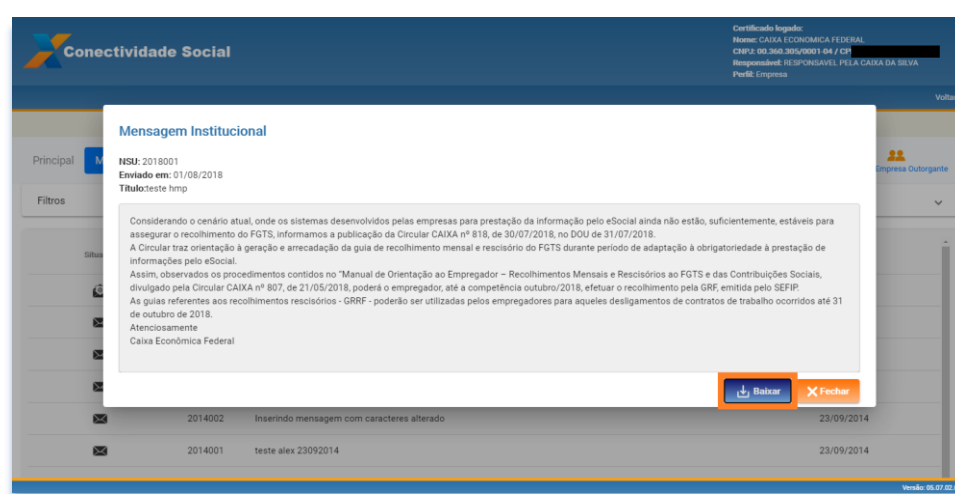 Conectividade Social
Certificado logado:
Nome: CAIXA ECONOMICA FEDERAL
CNPJ: 00.360.305/0001-04 / CP
Responsável: RESPONSAVEL PELA CAIXA DA SILVA
Perfil: Empresa
Voltar
Mensagem Institucional
Principal
M
Empresa Outorgante
NSU: 2018001
Enviado em: 01/08/2018
Título:teste hmp
Filtros
Considerando o cenário atual, onde os sistemas desenvolvidos pelas empresas para prestação da informação pelo eSocial ainda não estão, suficientemente, estáveis para
assegurar o recolhimento do FGTS, informamos a publicação da Circular CAIXA nº 818, de 30/07/2018, no DOU de 31/07/2018.
A Circular traz orientação à geração e arrecadação da guia de recolhimento mensal e rescisório do FGTS durante período de adaptação à obrigatoriedade à prestação de
informações pelo eSocial.
Assim, observados os procedimentos contidos no "Manual de Orientação ao Empregador – Recolhimentos Mensais e Rescisórios ao FGTS e das Contribuições Sociais,
divulgado pela Circular CAIXA nº 807, de 21/05/2018, poderá o empregador, até a competência outubro/2018, efetuar o recolhimento pela GRF, emitida pelo SEFIP.
As guias referentes aos recolhimentos rescisórios - GRRF - poderão ser utilizadas pelos empregadores para aqueles desligamentos de contratos de trabalho ocorridos até 31
de outubro de 2018.
Atenciosamente
Caixa Econômica Federal
Situa
Baixar
Fechar
2014002 Inserindo mensagem com caracteres alterado 23/09/2014
2014001 teste alex 23092014 23/09/2014
Versão: 05.07.02.